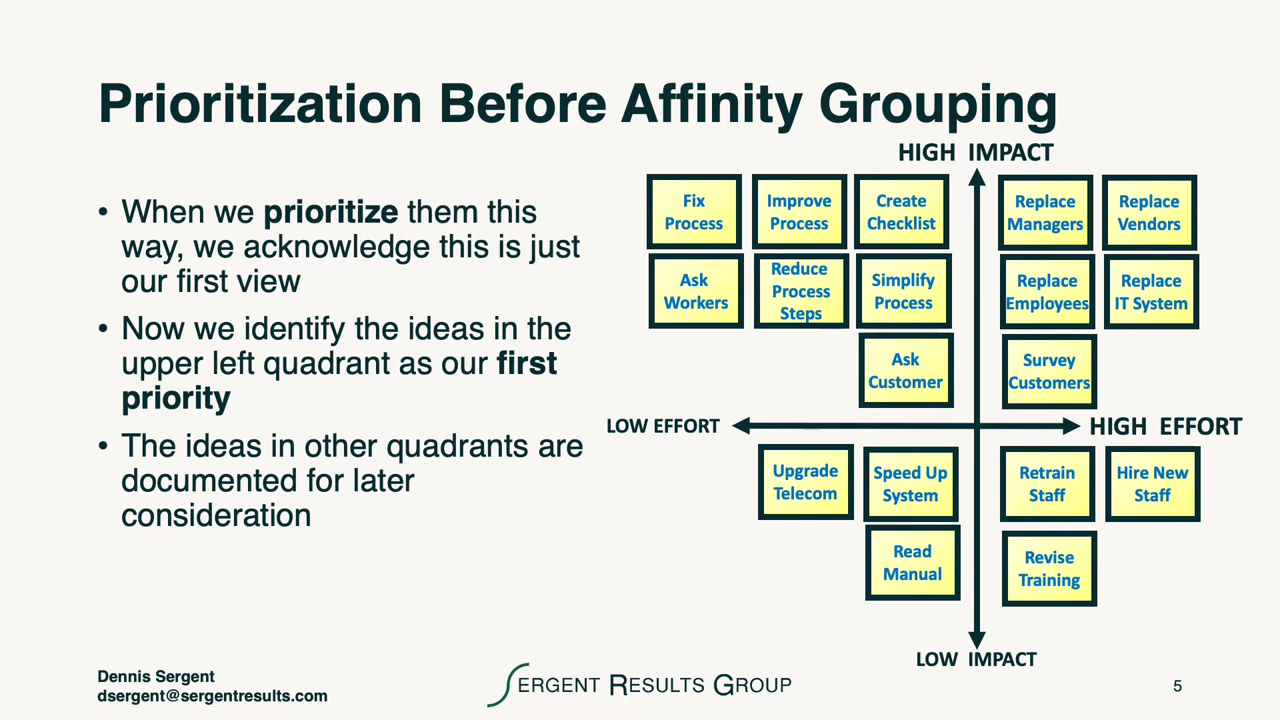 Prioritization Before Affinity Grouping
• When we prioritize them this
way, we acknowledge this is just
our first view
• Now we identify the ideas in the
upper left quadrant as our first
priority
• The ideas in other quadrants are
documented for later
consideration
HIGH IMPACT
Fix
Process
Improve
Process
Create
Checklist
Replace
Managers
Replace
Vendors
Ask
Workers
Reduce
Process
Steps
Simplify
Process
Replace
Employees
Replace
IT System
Ask
Customer
Survey
Customers
LOW EFFORT
HIGH EFFORT
Upgrade
Telecom
Speed Up
System
Retrain
Staff
Hire New
Staff
Read
Manual
Revise
Training
LOW IMPACT
Dennis Sergent
dsergent@sergentresults.com
SERGENT RESULTS GROUP
5